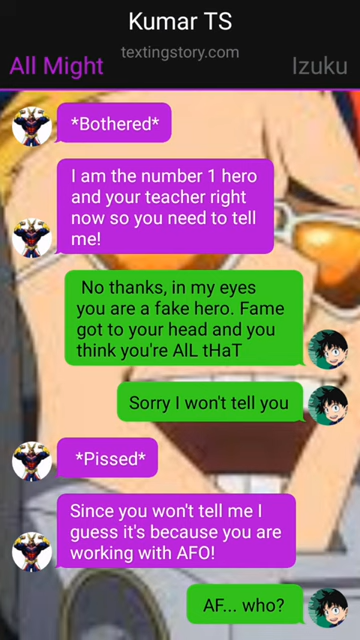 Kumar TS
textingstory.com
All Might
Izuku
*Bothered*
I am the number 1 hero
and your teacher right
now so you need to tell
me!
No thanks, in my eyes
you are a fake hero. Fame
got to your head and you
think you're AlL tHaT
Sorry I won't tell you
*Pissed*
Since you won't tell me I
guess it's because you are
working with AFO!
AF... who?